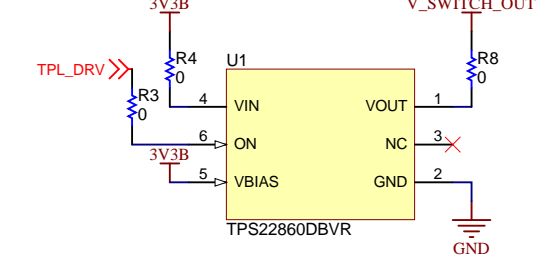 3V3B
V_SWITCH_OUT
R4
0
U1
R8
0
TPL_DRV
R3
0
4
VIN
VOUT
1
6
ON
NC
3
3V3B
5
VBIAS
GND
2
TPS22860DBVR
GND